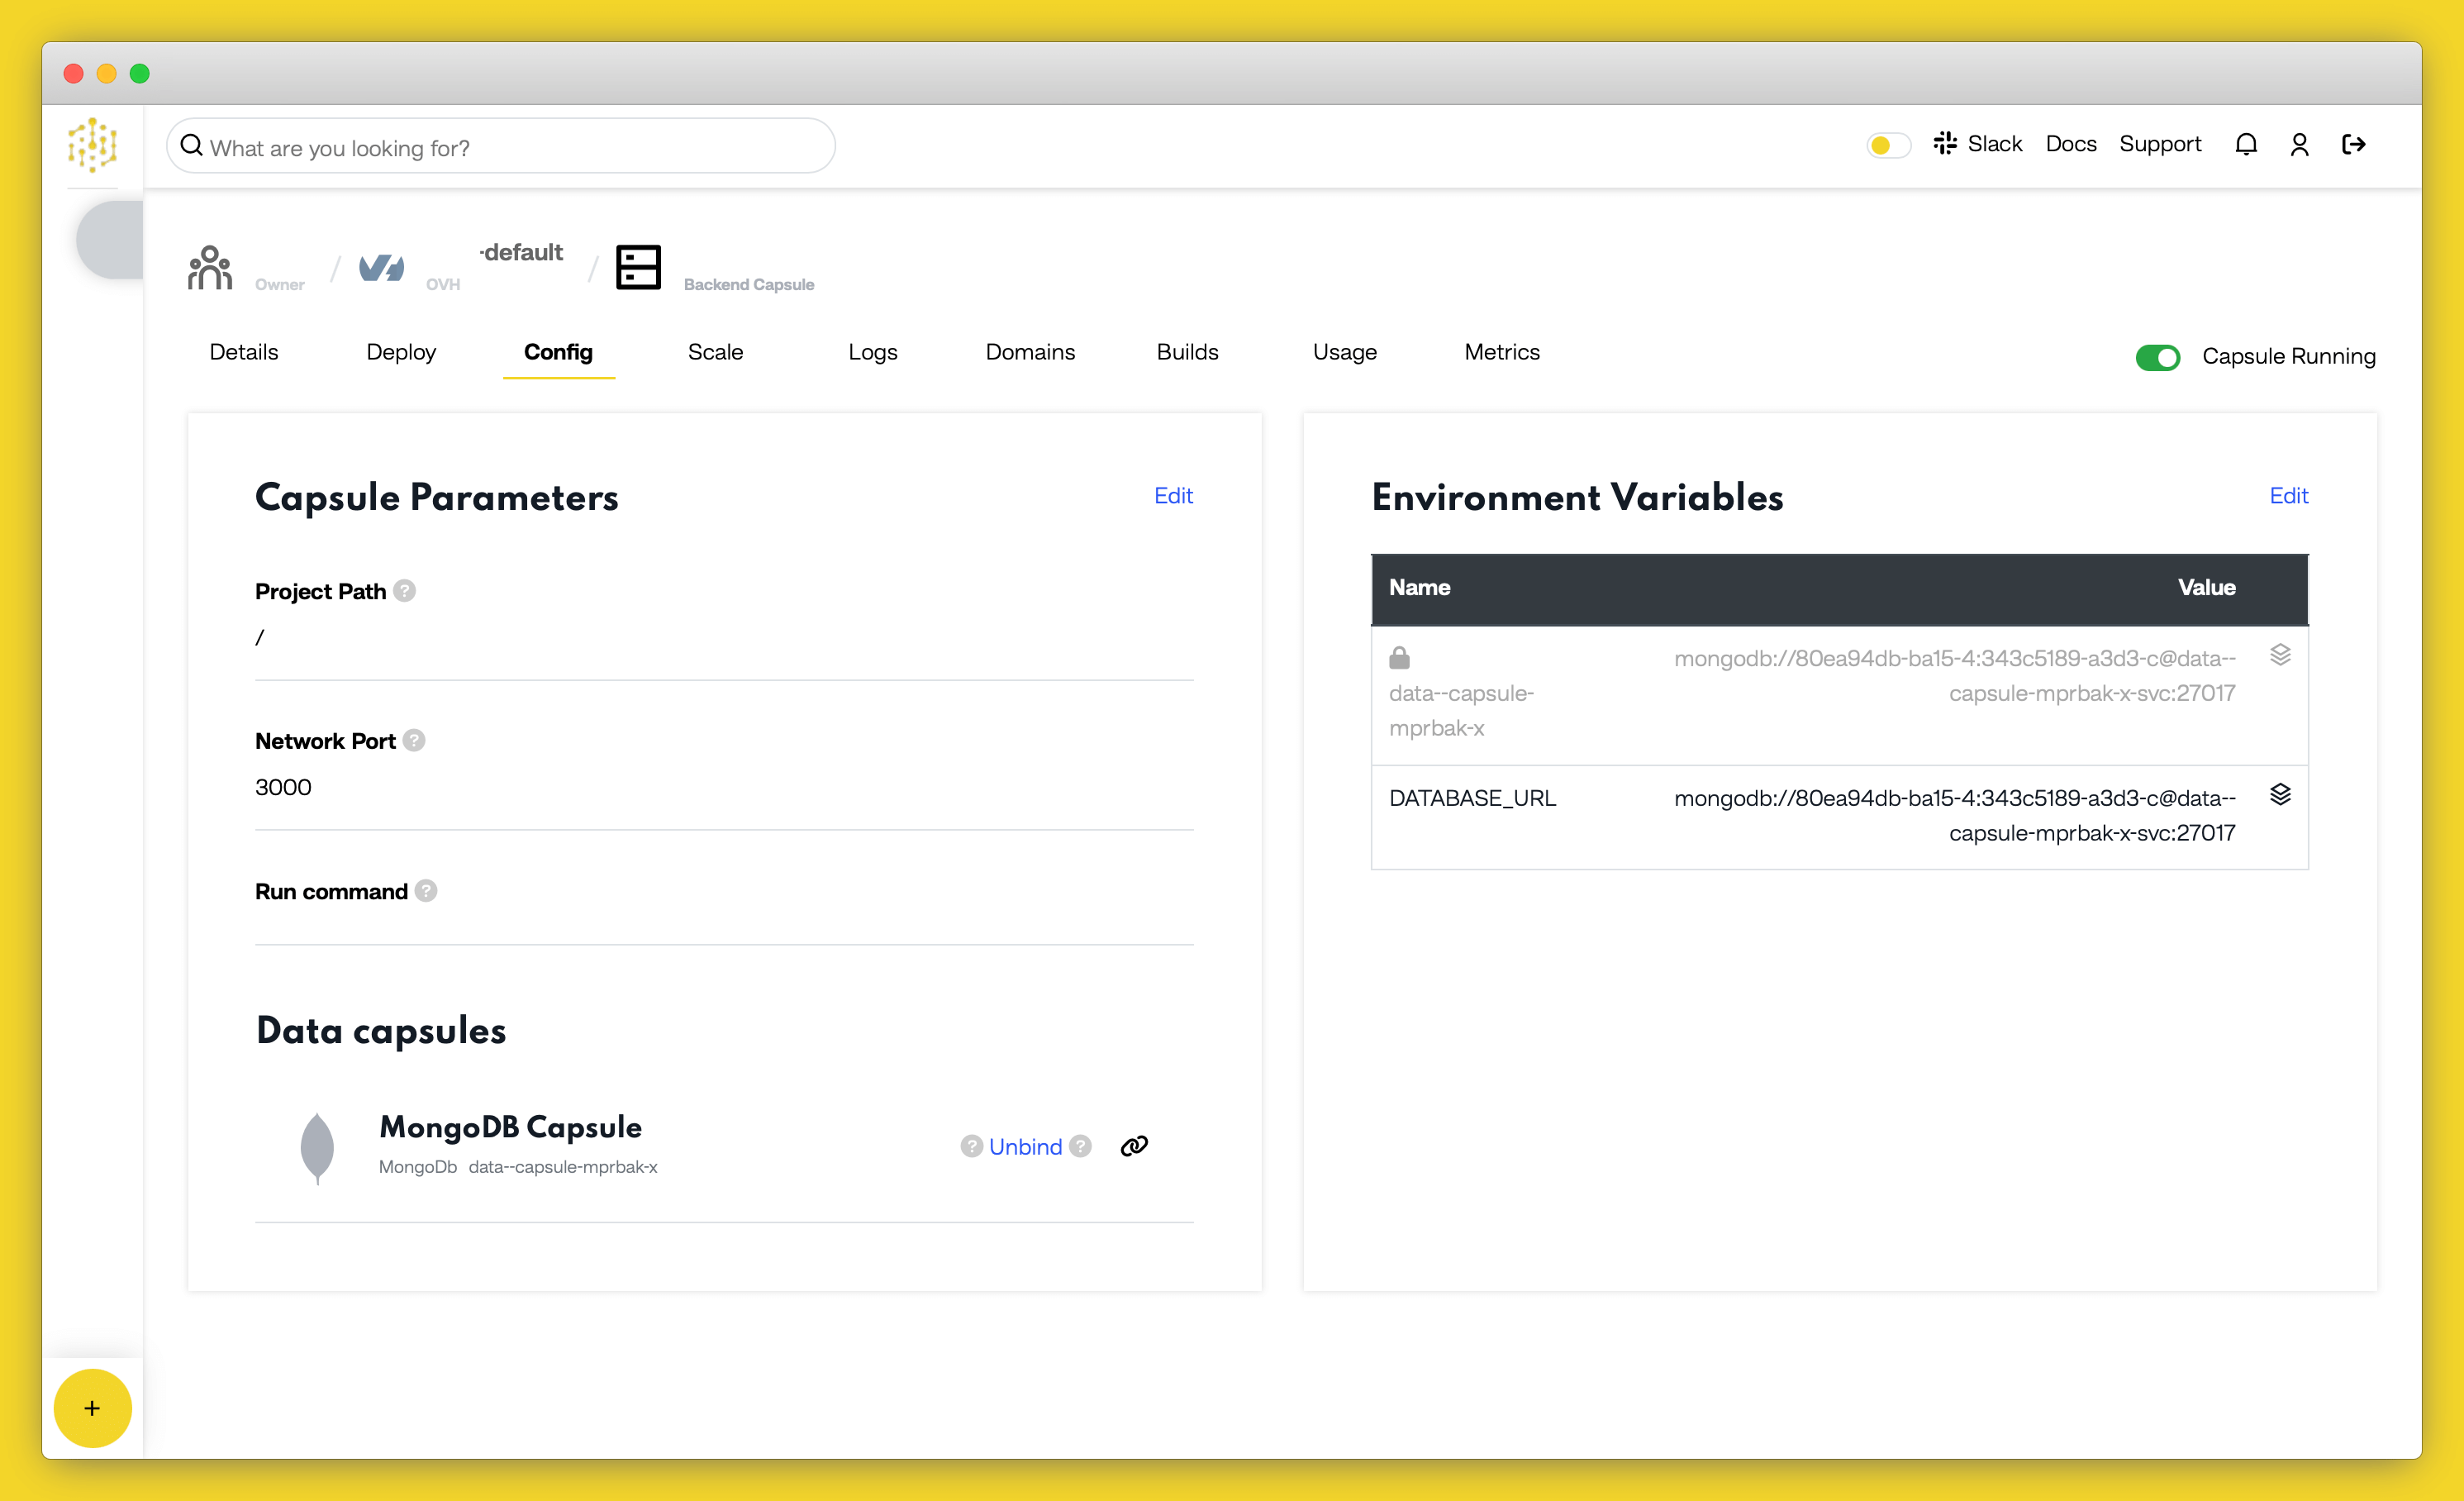 What are you looking for?
Slack Docs Support
Owner
OVH
-default
Backend Capsule
Details Deploy Config Scale Logs Domains Builds Usage Metrics
Capsule Running
Capsule Parameters
Edit
Project Path ?
/
Network Port ?
3000
Run command ?
Data capsules
MongoDB Capsule
MongoDb data--capsule-mprbak-x
? Unbind ?
Environment Variables
Edit
Name Value
data--capsule-
mprbak-x
mongodb://80ea94db-ba15-4:343c5189-a3d3-c@data--
capsule-mprbak-x-svc:27017
DATABASE_URL
mongodb://80ea94db-ba15-4:343c5189-a3d3-c@data--
capsule-mprbak-x-svc:27017
+